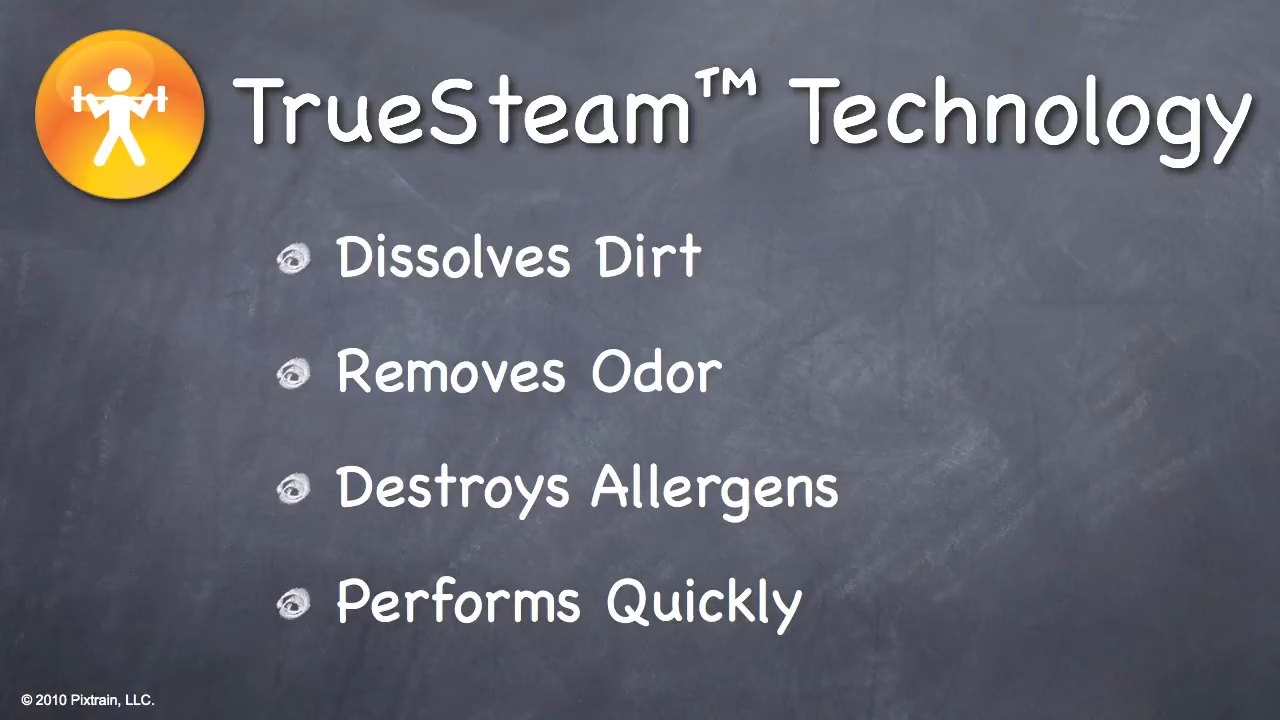 TrueSteam™ Technology
Dissolves Dirt
Removes Odor
Destroys Allergens
Performs Quickly
© 2010 Pixtrain, LLC.